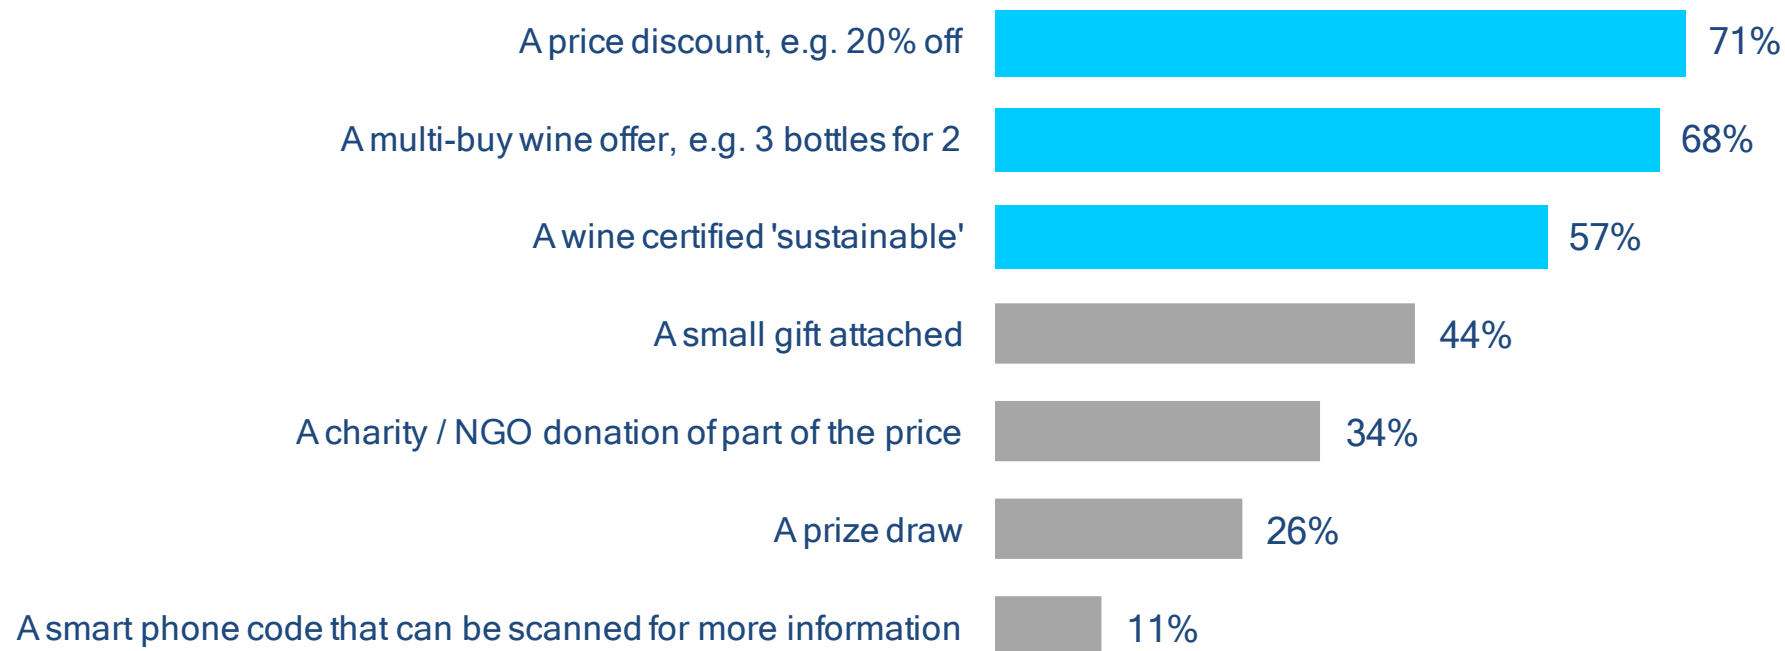 A price discount, e.g. 20% off 71%
A multi-buy wine offer, e.g. 3 bottles for 2 68%
A wine certified 'sustainable' 57%
A small gift attached 44%
A charity / NGO donation of part of the price 34%
A prize draw 26%
A smart phone code that can be scanned for more information 11%